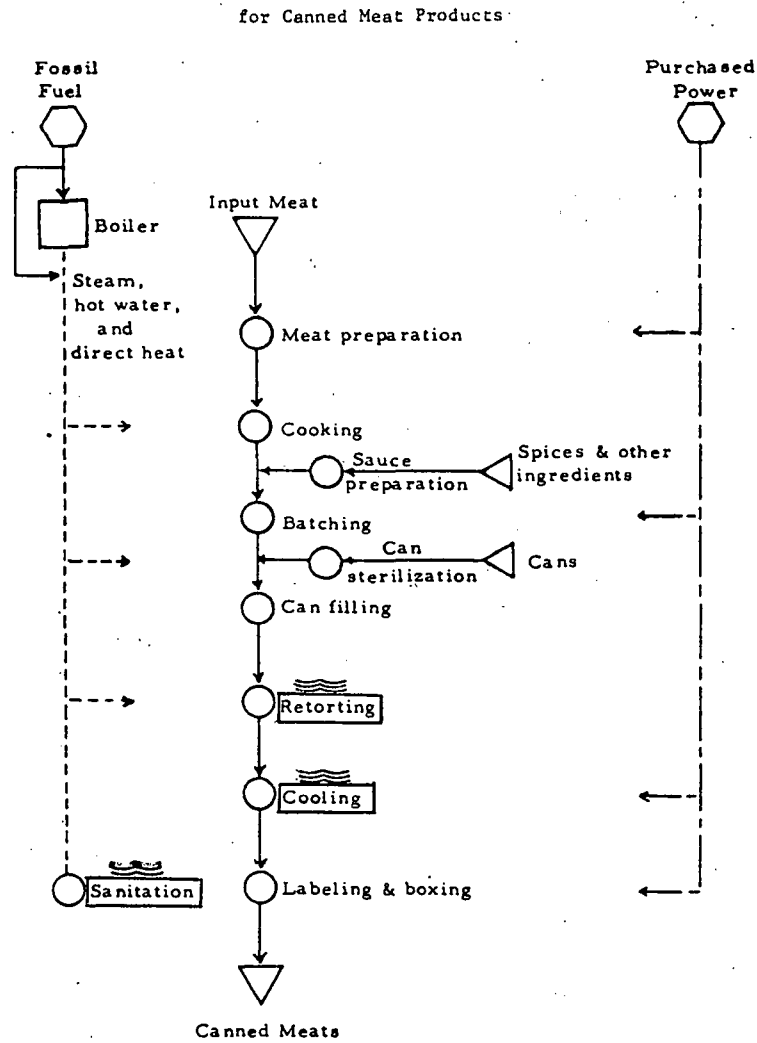 for Canned Meat Products
Fossil
Fuel
Purchased
Power
Input Meat
Boiler
Steam,
hot water,
and
direct heat
Meat preparation
Cooking
Sauce
preparation
Spices & other
ingredients
Batching
Can
sterilization
Cans
Can filling
Retorting
Cooling
Sanitation
Labeling & boxing
Canned Meats